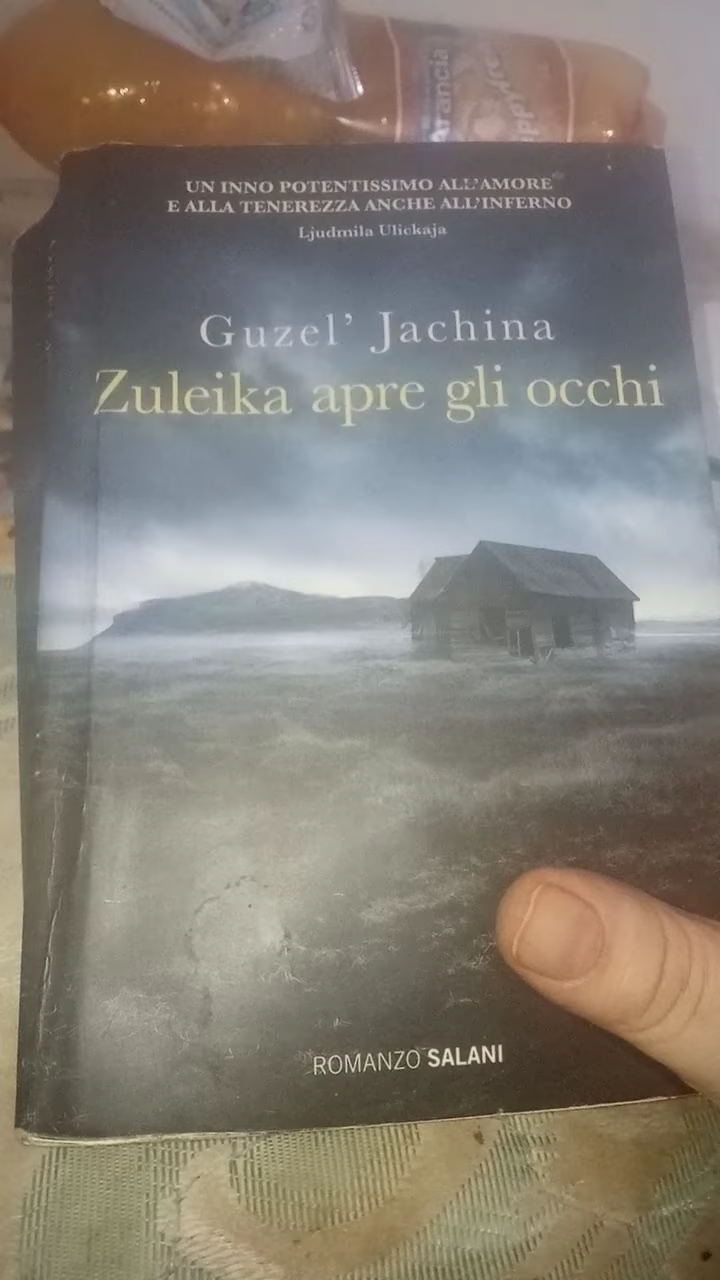 Arancia
UN INNO POTENTISSIMO ALL'AMORE
E ALLA TENEREZZA ANCHE ALL'INFERNO
Ljudmila Ulickaja
Guzel' Jachina
Zuleika apre gli occhi
ROMANZO SALANI